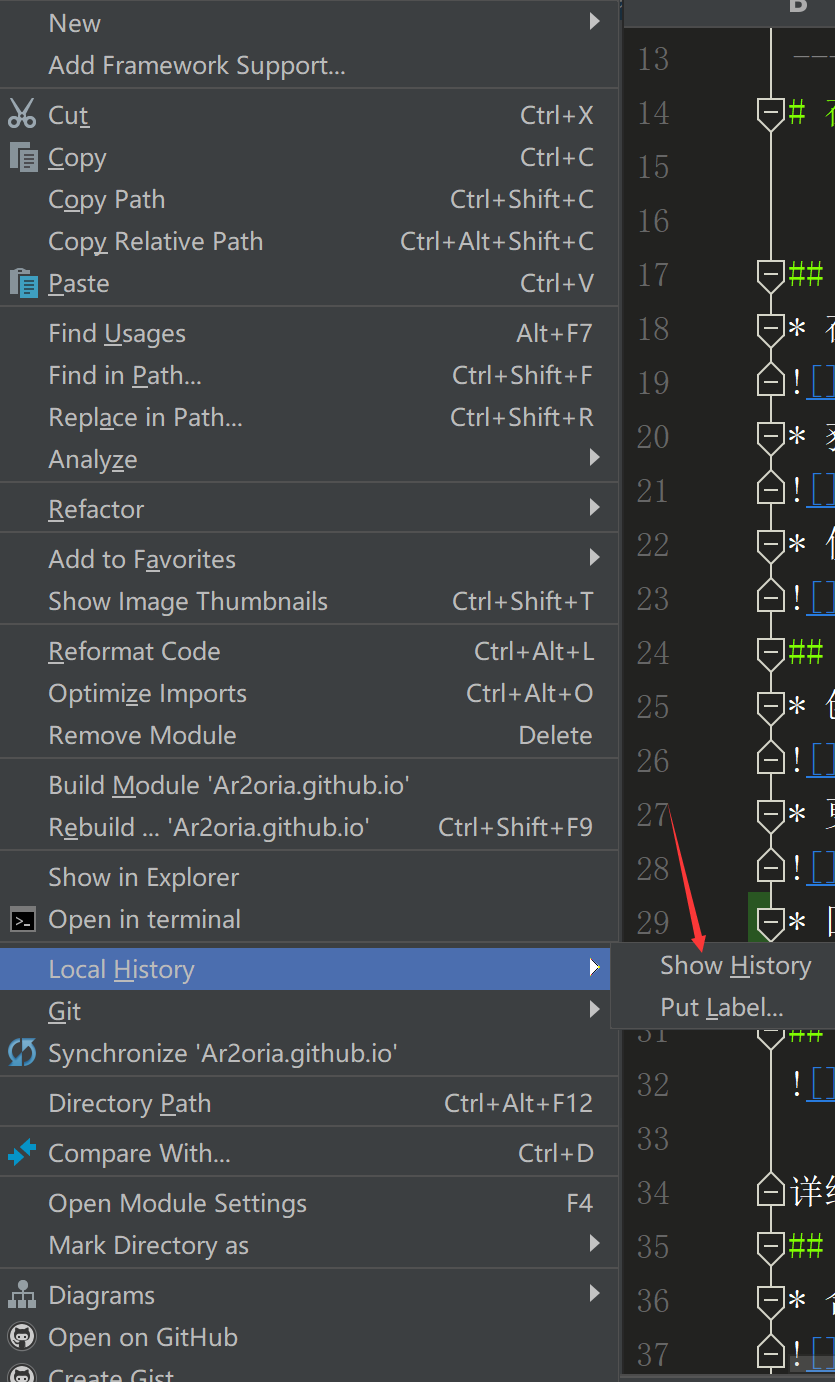 New
Add Framework Support...
Cut Ctrl+X
Copy Ctrl+C
Copy Path Ctrl+Shift+C
Copy Relative Path Ctrl+Alt+Shift+C
Paste Ctrl+V
Find Usages Alt+F7
Find in Path... Ctrl+Shift+F
Replace in Path... Ctrl+Shift+R
Analyze
Refactor
Add to Favorites
Show Image Thumbnails Ctrl+Shift+T
Reformat Code Ctrl+Alt+L
Optimize Imports Ctrl+Alt+O
Remove Module Delete
Build Module 'Ar2oria.github.io'
Rebuild ... 'Ar2oria.github.io' Ctrl+Shift+F9
Show in Explorer
Open in terminal
Local History
Git
Synchronize 'Ar2oria.github.io'
Directory Path Ctrl+Alt+F12
Compare With... Ctrl+D
Open Module Settings F4
Mark Directory as
Diagrams
Open on GitHub
Create Gist
Show History
Put Label...
B
13 ---
14 #
15
16
17 ##
18 *
19 ![]
20 *
21 ![]
22 *
23 ![]
24 ##
25 *
26 ![]
27 *
28 ![]
29 *
31 ##
32 ![]
33
34 详
35 ##
36 *
37 ![]